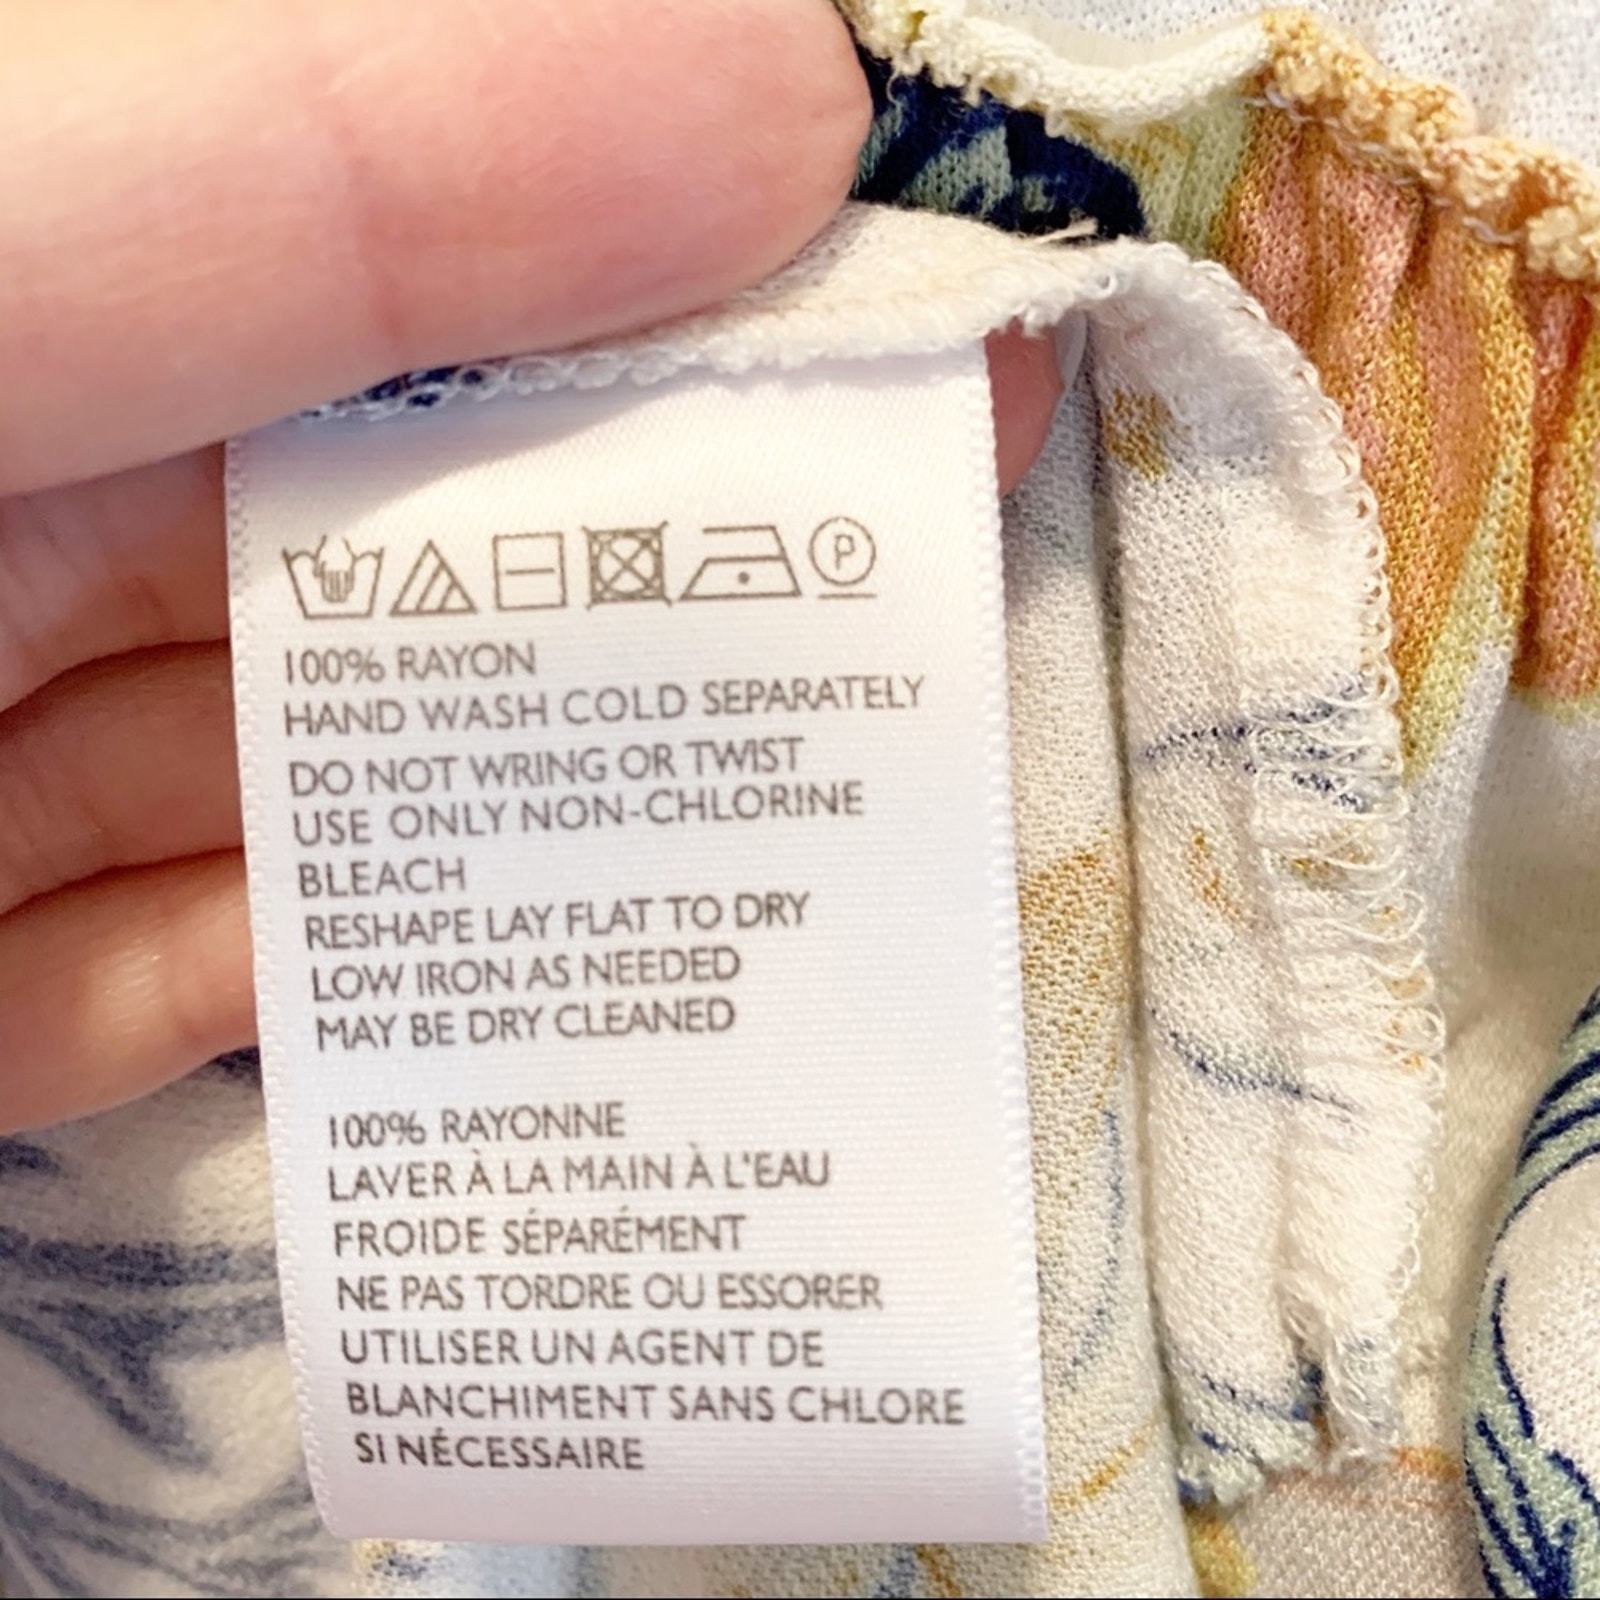 P
100% RAYON
HAND WASH COLD SEPARATELY
DO NOT WRING OR TWIST
USE ONLY NON-CHLORINE
BLEACH
RESHAPE LAY FLAT TO DRY
LOW IRON AS NEEDED
MAY BE DRY CLEANED
100% RAYONNE
LAVER À LA MAIN À L'EAU
FROIDE SÉPARÉMENT
NE PAS TORDRE OU ESSORER
UTILISER UN AGENT DE
BLANCHIMENT SANS CHLORE
SI NÉCESSAIRE